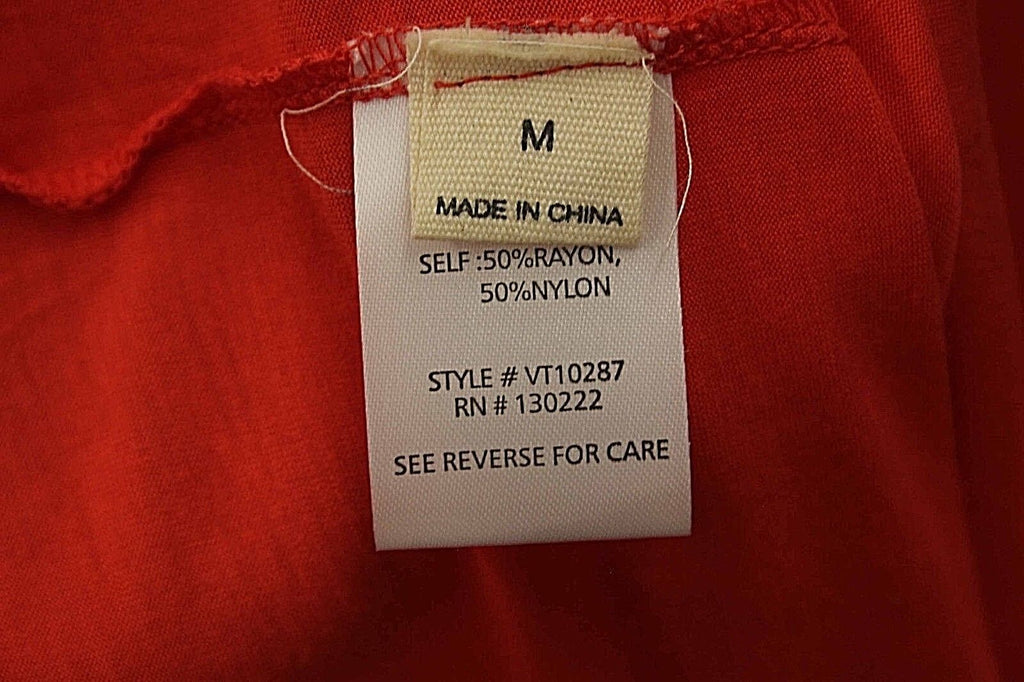 M
MADE IN CHINA
SELF :50%RAYON,
50%NYLON
STYLE # VT10287
RN # 130222
SEE REVERSE FOR CARE